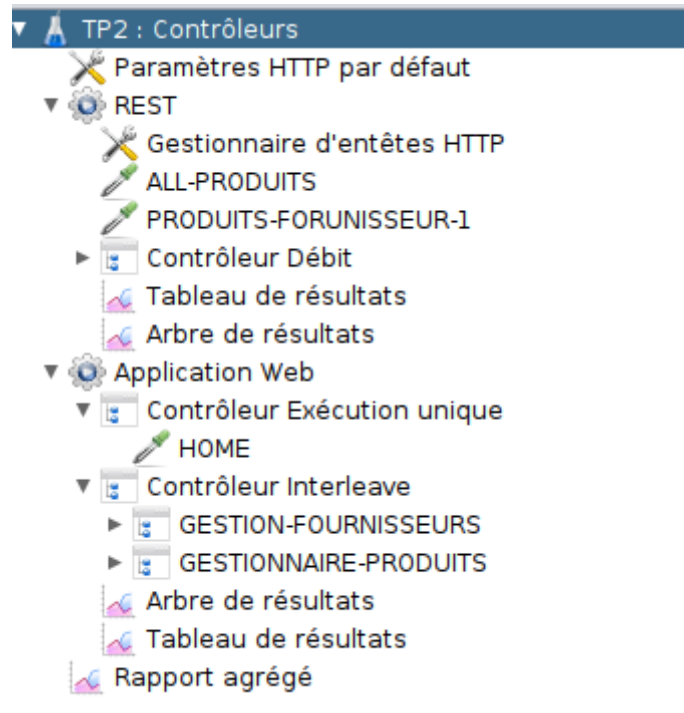 TP2 : Contrôleurs
Paramètres HTTP par défaut
REST
Gestionnaire d'entêtes HTTP
ALL-PRODUITS
PRODUITS-FORUNISSEUR-1
Contrôleur Débit
Tableau de résultats
Arbre de résultats
Application Web
Contrôleur Exécution unique
HOME
Contrôleur Interleave
GESTION-FOURNISSEURS
GESTIONNAIRE-PRODUITS
Arbre de résultats
Tableau de résultats
Rapport agrégé